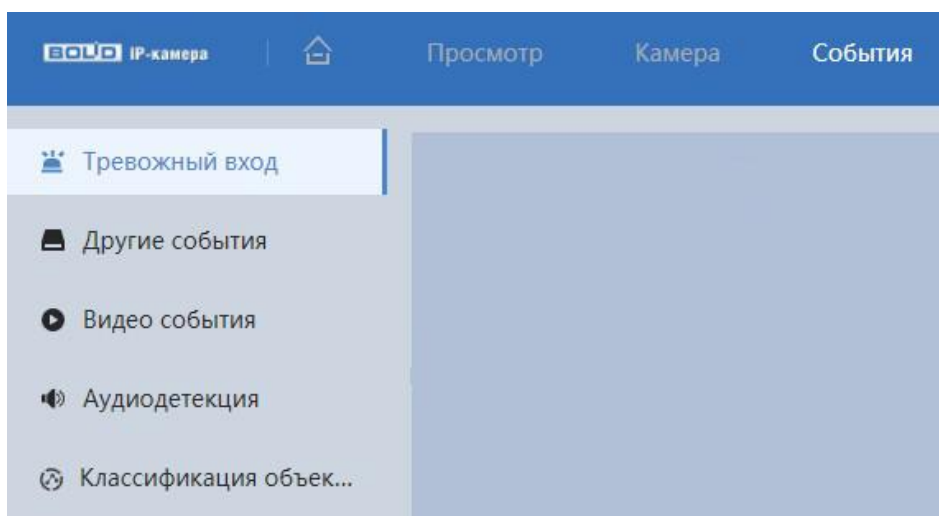 BOLID IP-камера Просмотр Камера События
Тревожный вход
Другие события
Видео события
Аудиодетекция
Классификация объек...